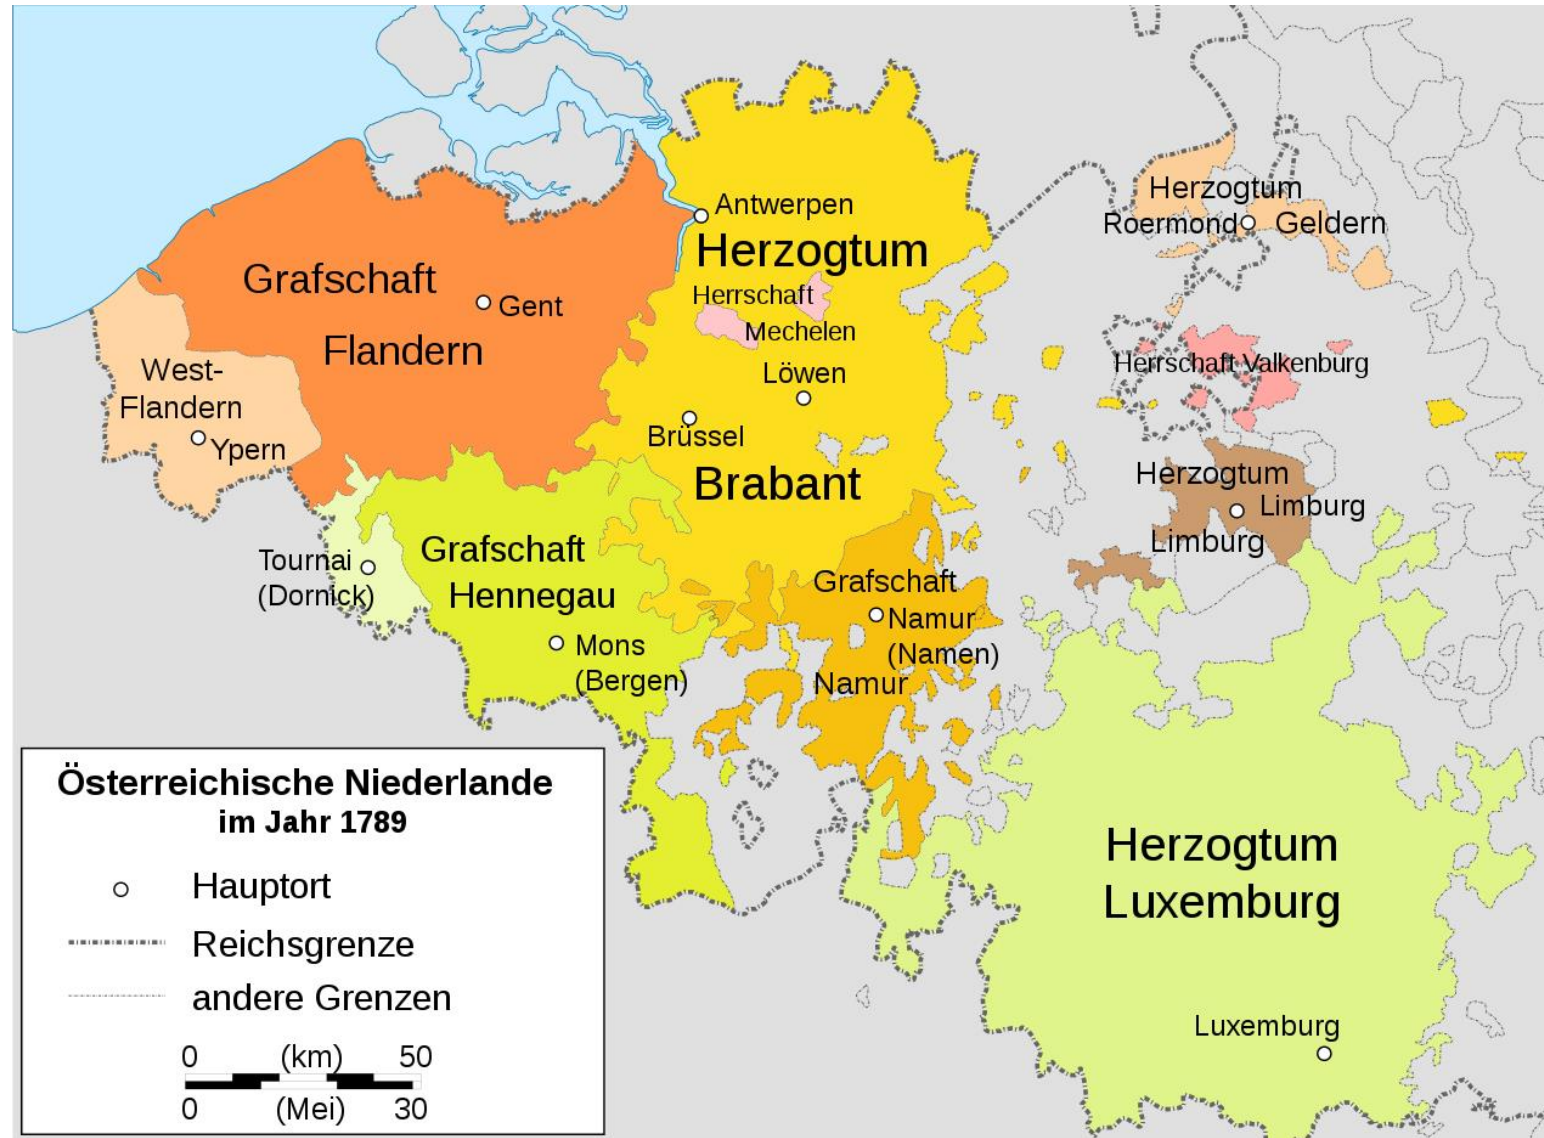 Antwerpen
Herzogtum
Herrschaft
Mechelen
Löwen
Brüssel
Brabant
Grafschaft
Gent
Flandern
West-
Flandern
Ypern
Tournai
(Dornick)
Grafschaft
Hennegau
Mons
(Bergen)
Grafschaft
Namur
(Namen)
Namur
Herzogtum
Roermond
Geldern
Herrschaft Valkenburg
Herzogtum
Limburg
Limburg
Herzogtum
Luxemburg
Luxemburg
Österreichische Niederlande
im Jahr 1789
Hauptort
Reichsgrenze
andere Grenzen
0 (km) 50
0 (Mei) 30